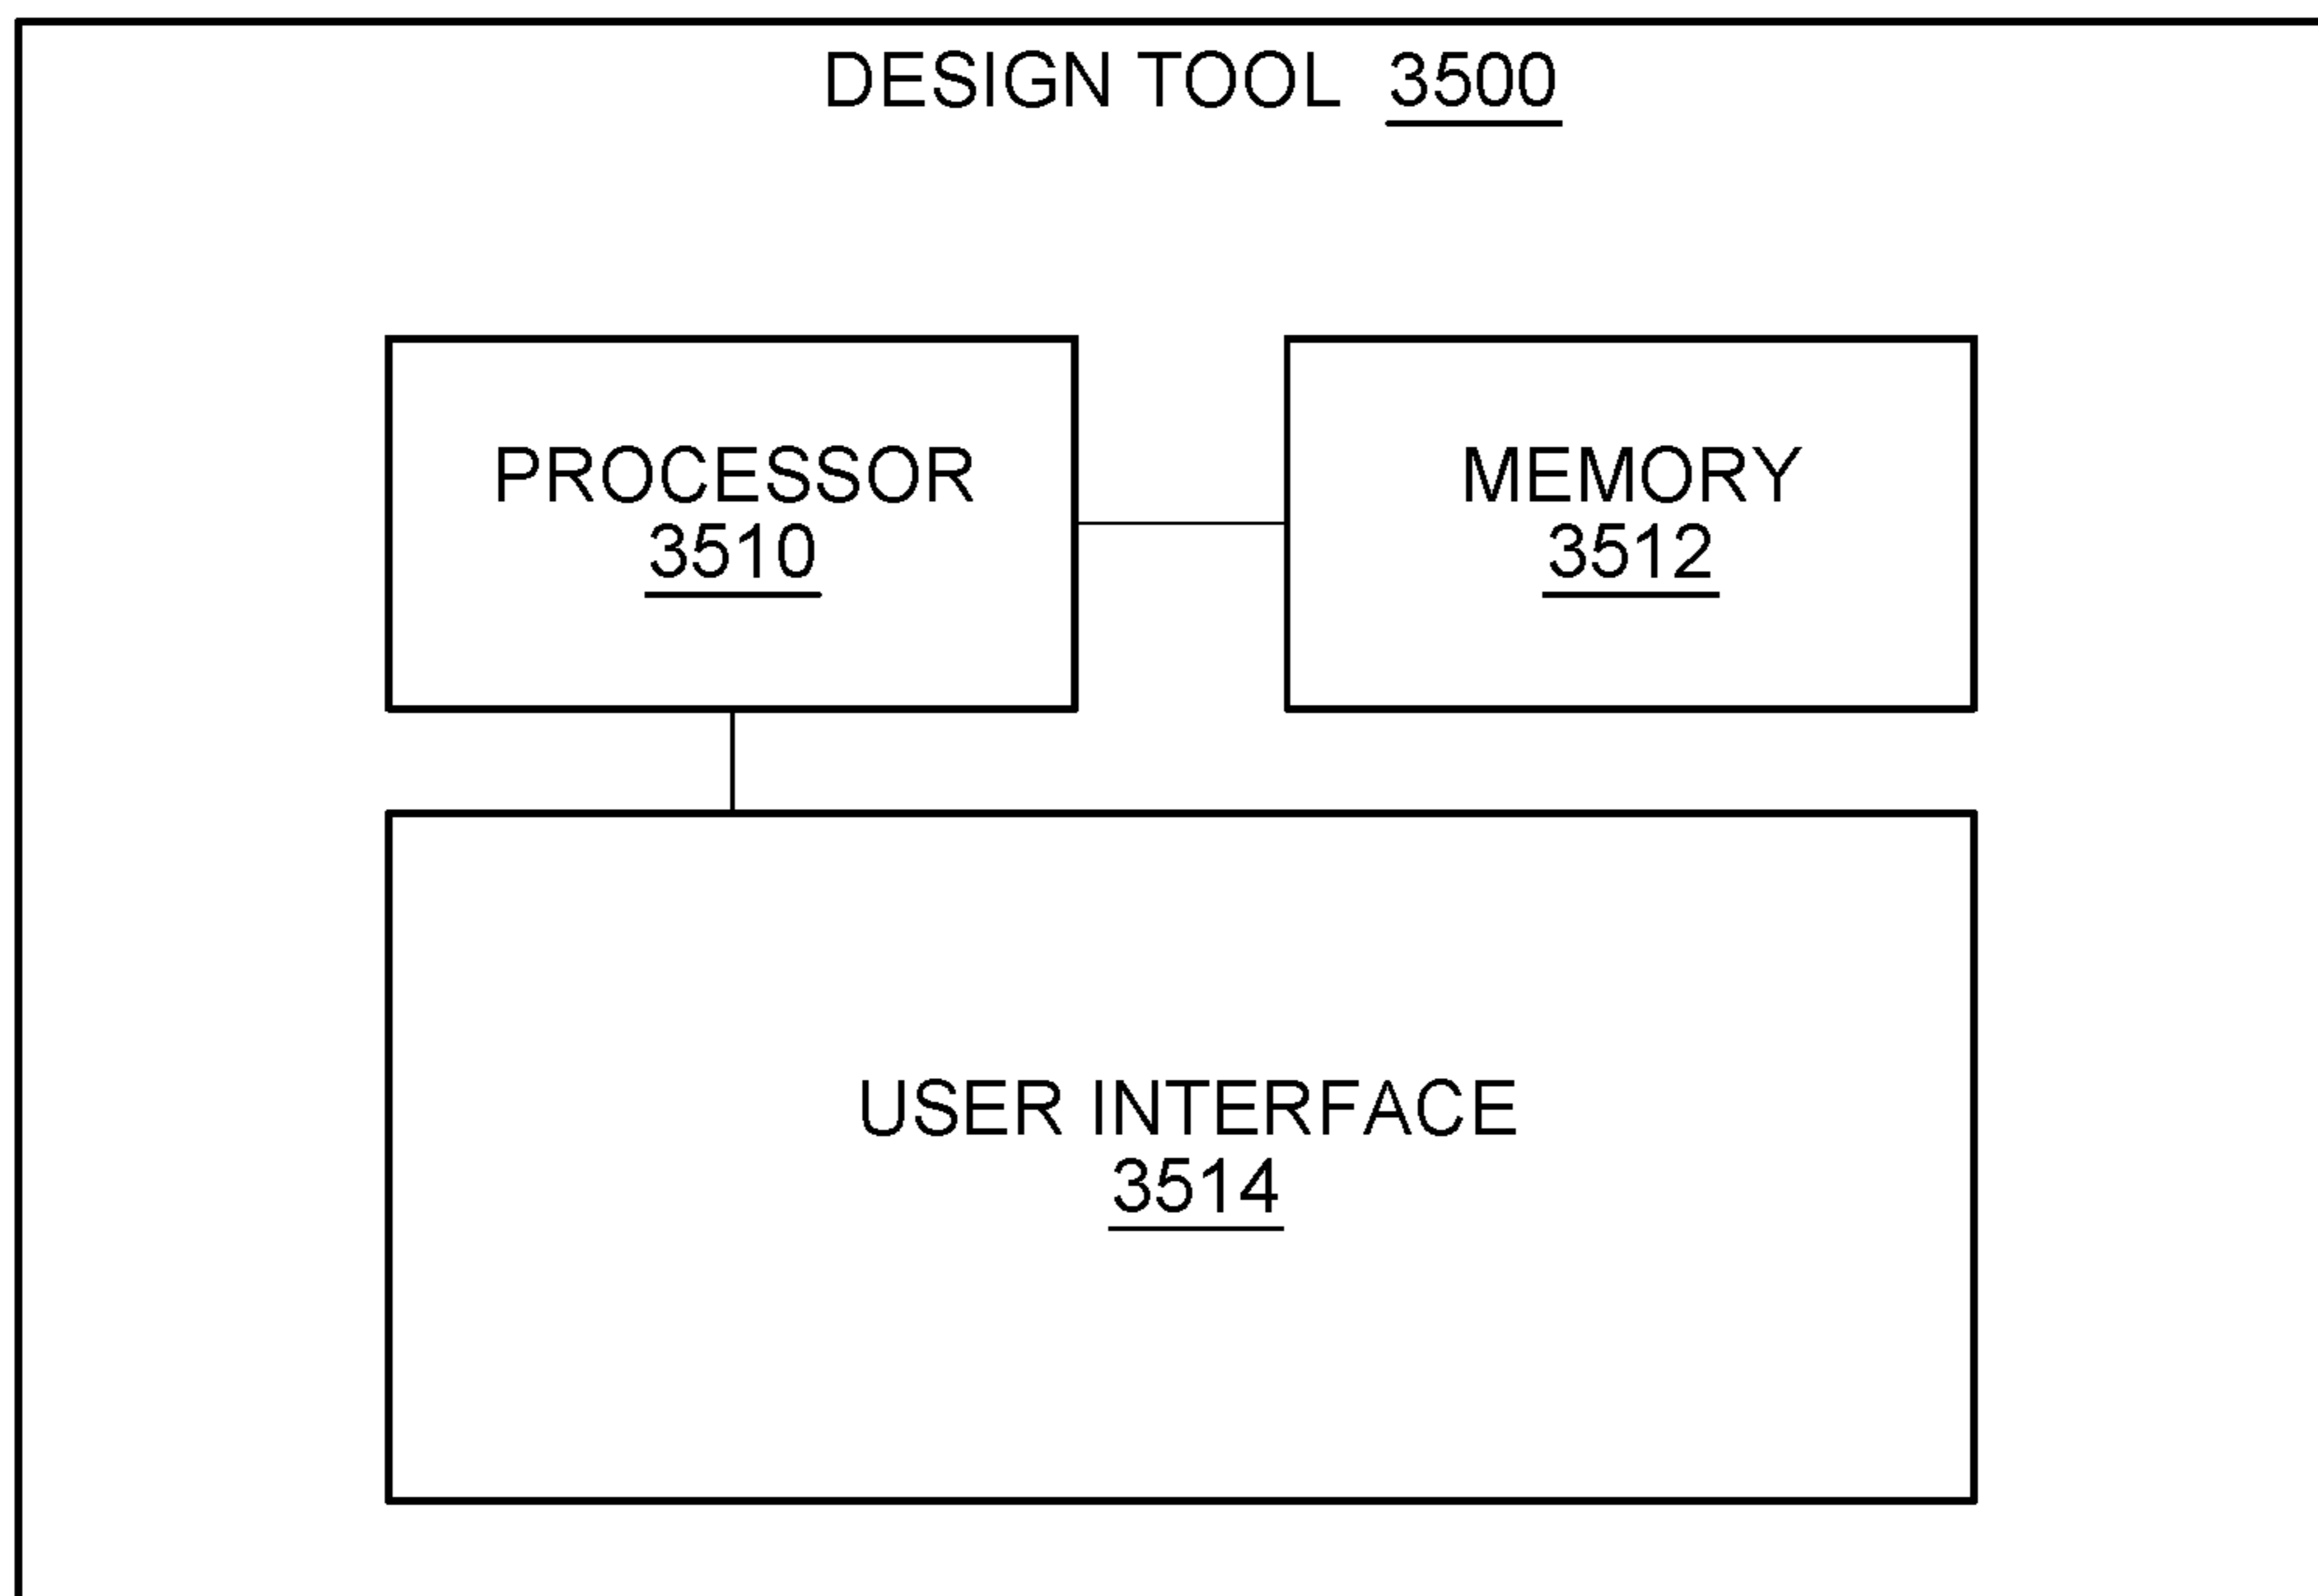 DESIGN TOOL 3500
PROCESSOR
3510
MEMORY
3512
USER INTERFACE
3514